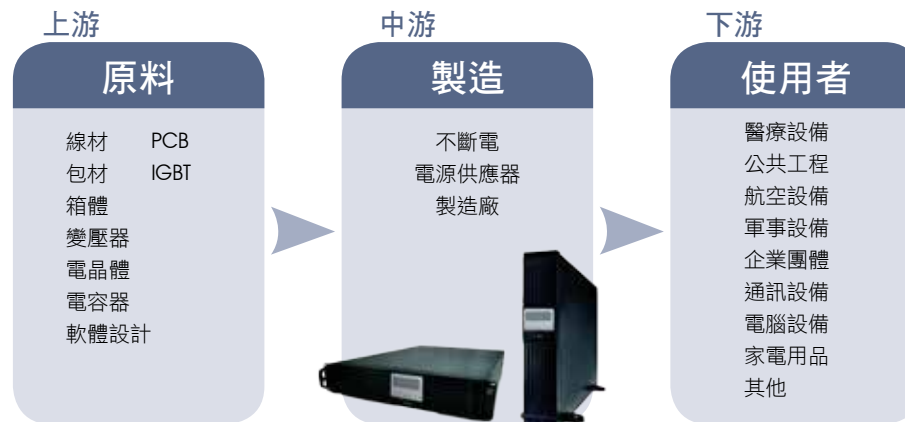 上游
原料
線材 PCB
包材 IGBT
箱體
變壓器
電晶體
電容器
軟體設計
中游
製造
不斷電
電源供應器
製造廠
下游
使用者
醫療設備
公共工程
航空設備
軍事設備
企業團體
通訊設備
電腦設備
家電用品
其他